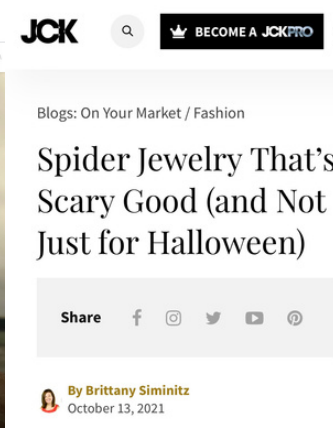 JCK
BECOME A JCKPRO
Blogs: On Your Market / Fashion
Spider Jewelry That's
Scary Good (and Not
Just for Halloween)
Share
By Brittany Siminitz
October 13, 2021